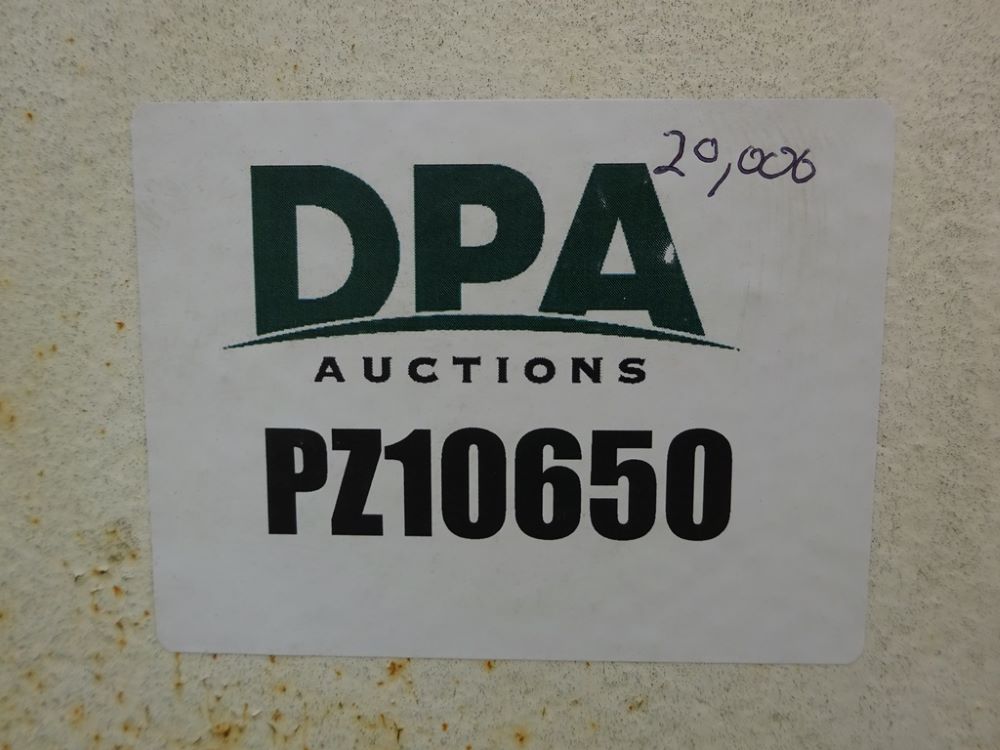 20,000
DPA
AUCTIONS
PZ10650